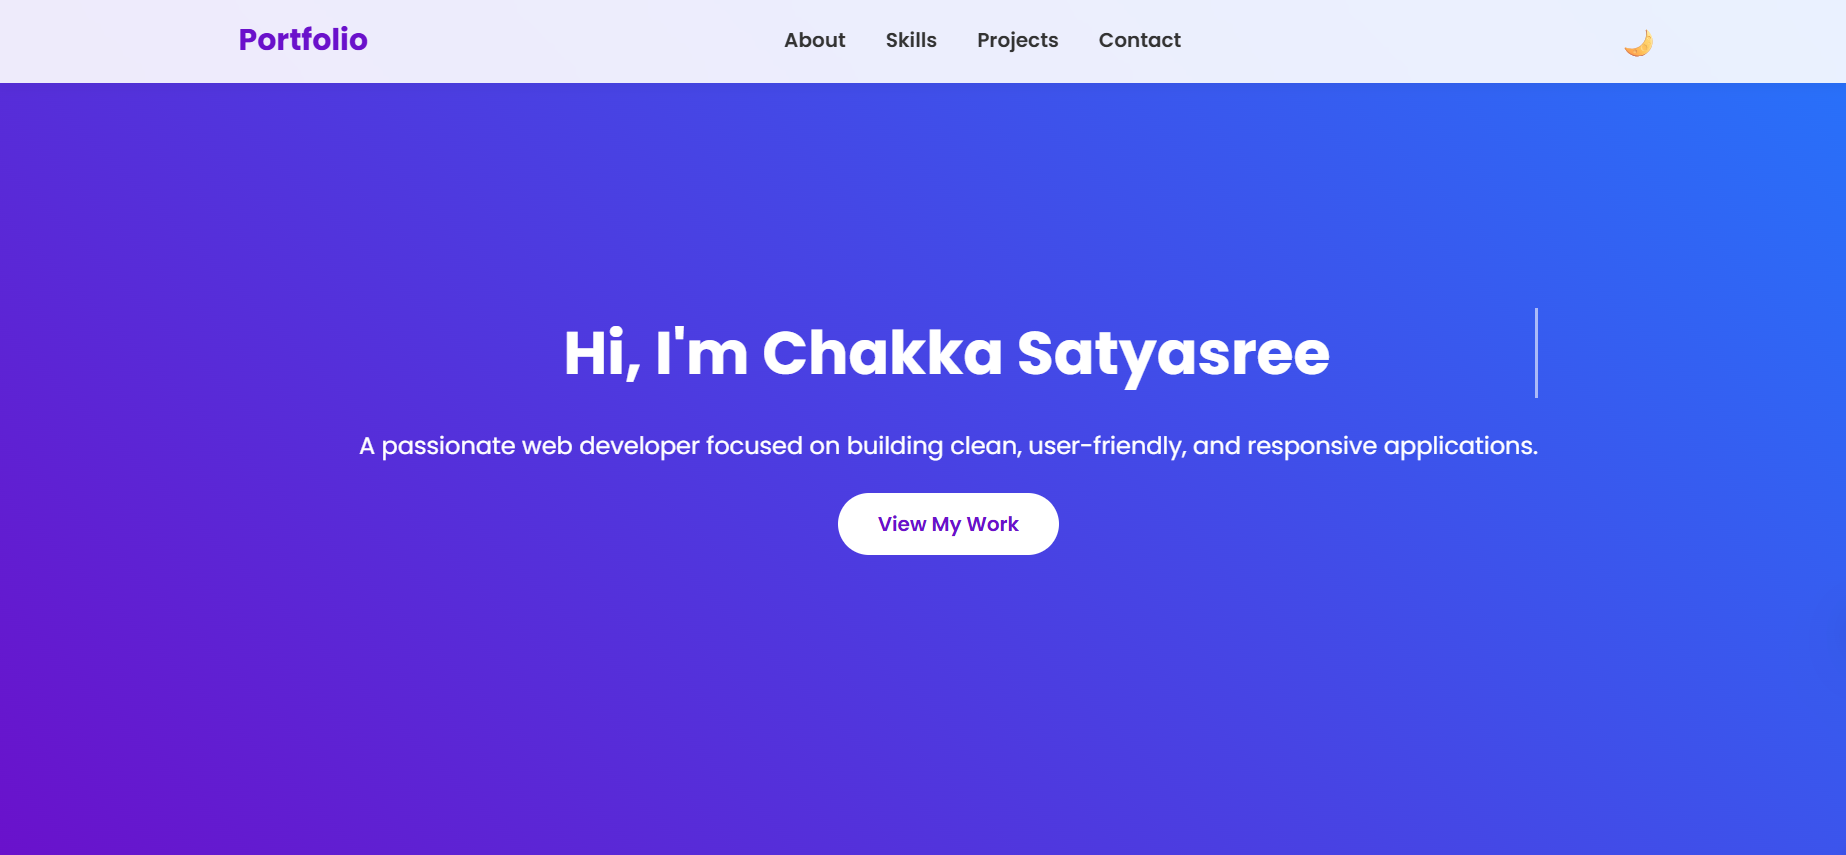 Portfolio
About Skills Projects Contact
Hi, I'm Chakka Satyasree
A passionate web developer focused on building clean, user-friendly, and responsive applications.
View My Work